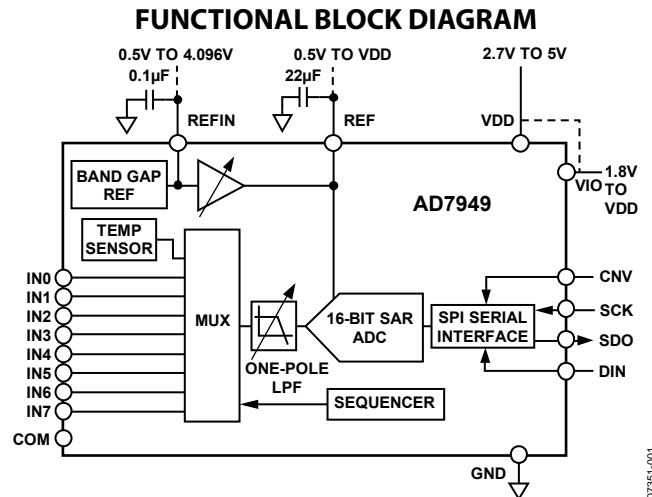 FUNCTIONAL BLOCK DIAGRAM
0.5V TO 4.096V
0.5V TO VDD
2.7V TO 5V
0.1µF
22µF
REFIN
REF
VDD
BAND GAP
REF
AD7949
VIO
1.8V
TO
VDD
TEMP
SENSOR
IN0
IN1
IN2
IN3
IN4
IN5
IN6
IN7
COM
MUX
ONE-POLE
LPF
16-BIT SAR
ADC
SPI SERIAL
INTERFACE
CNV
SCK
SDO
DIN
SEQUENCER
GND
07351-001